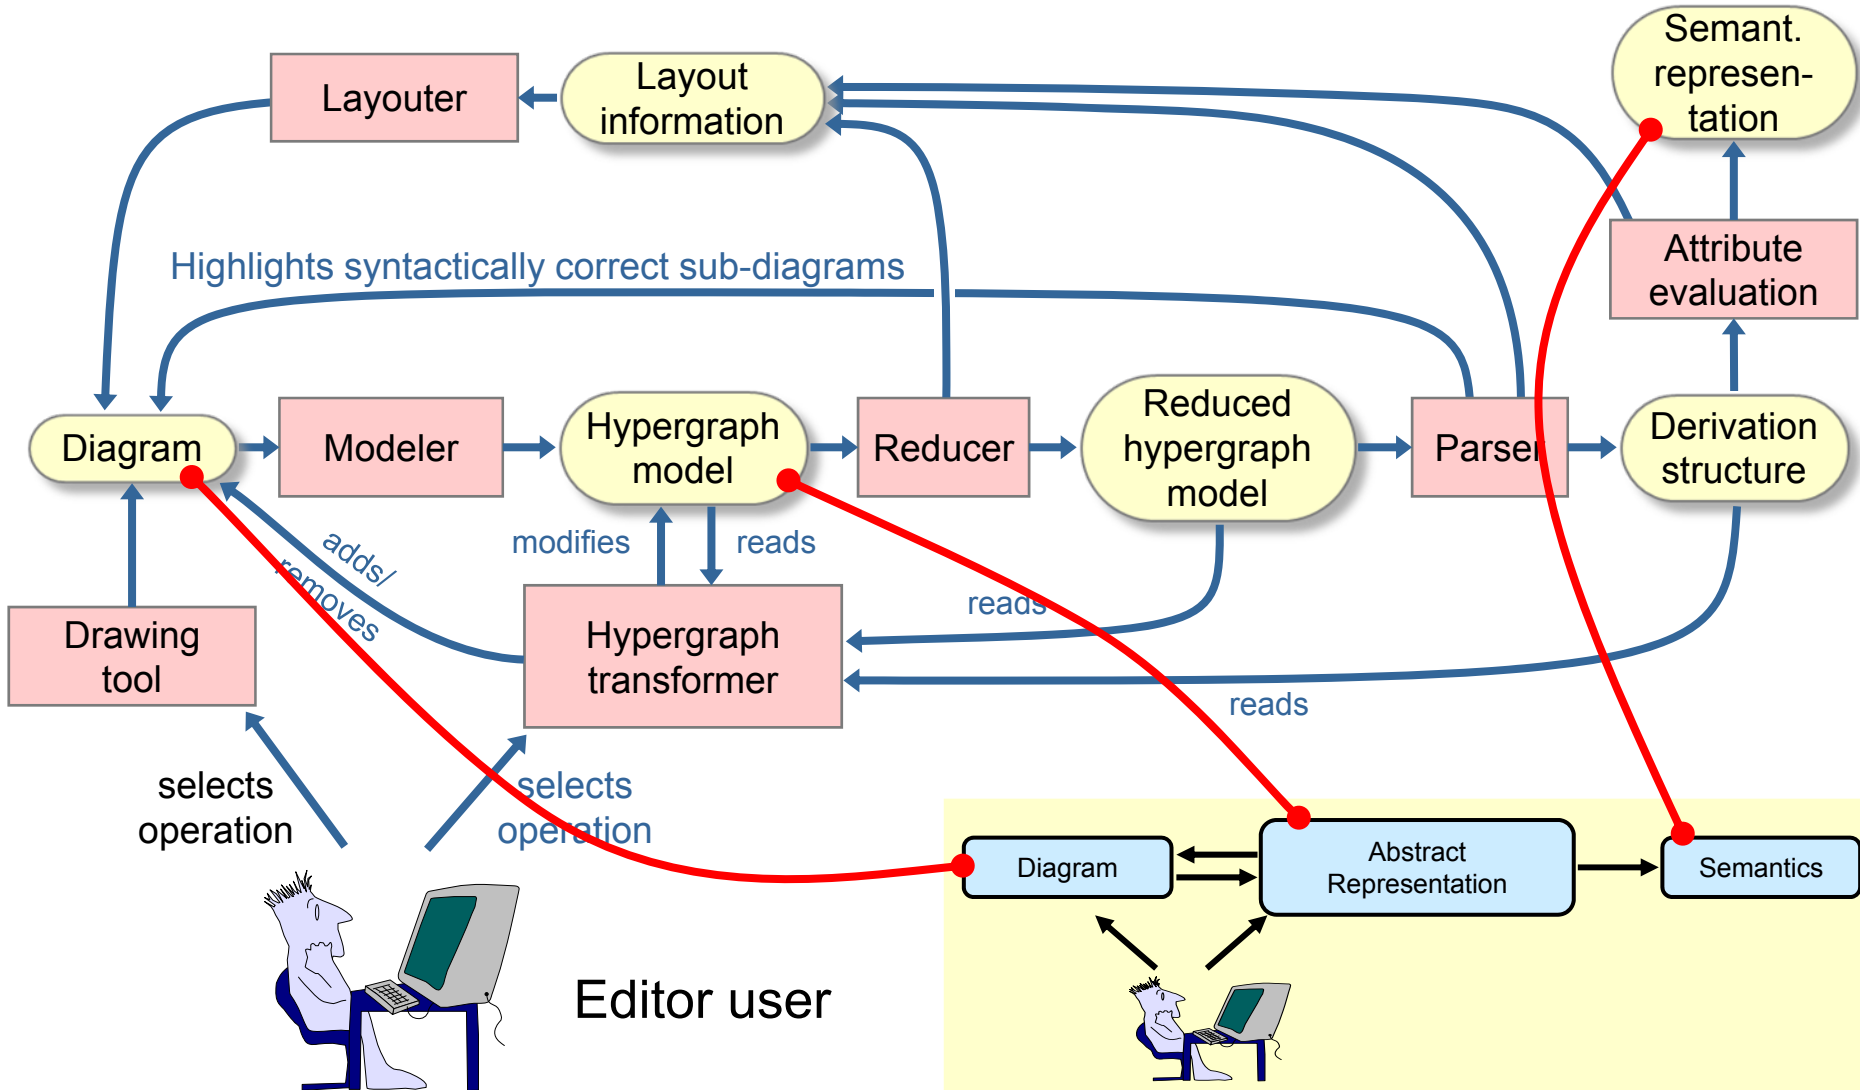 Semant.
represen-
tation
Layout
information
Layouter
Attribute
evaluation
Highlights syntactically correct sub-diagrams
Diagram
Modeler
Hypergraph
model
Reducer
Reduced
hypergraph
model
Parser
Derivation
structure
modifies
reads
adds/
removes
reads
Drawing
tool
Hypergraph
transformer
reads
selects
operation
selects
operation
Diagram
Abstract
Representation
Semantics
Editor user